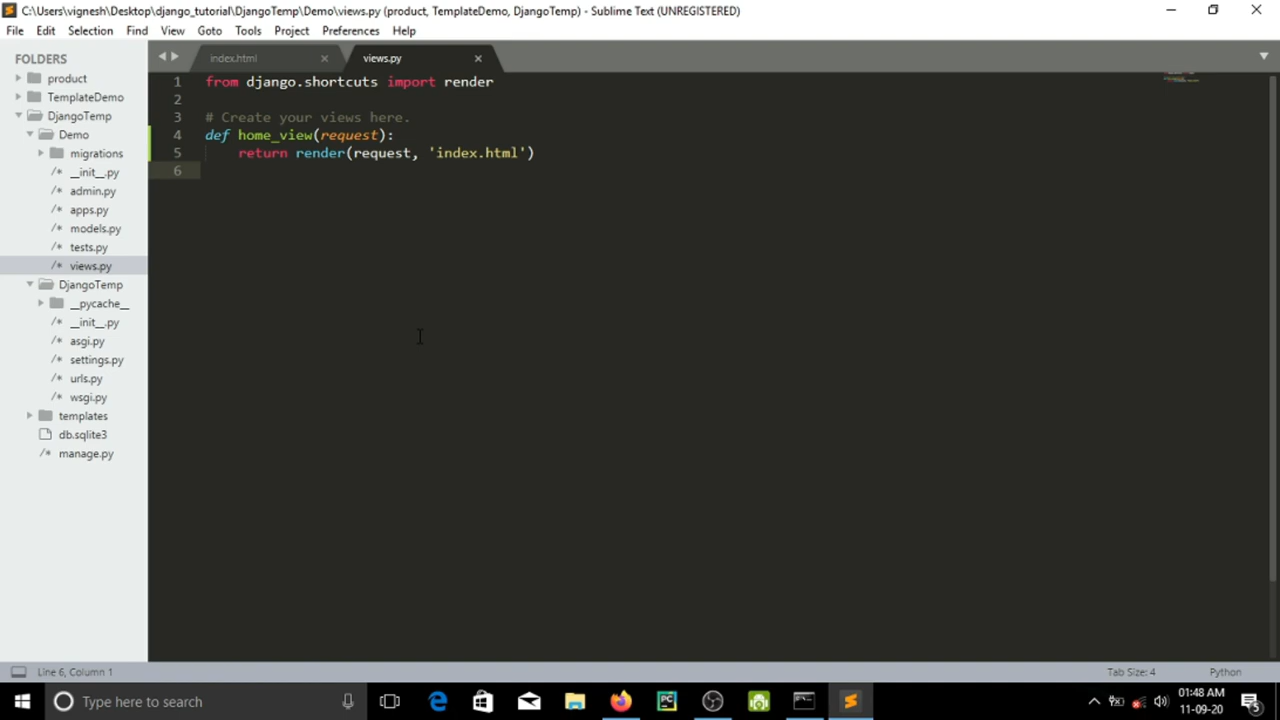 C:\Users\vignesh\Desktop\django_tutorial\DjangoTemp\Demo\views.py (product, TemplateDemo, DjangoTemp) - Sublime Text (UNREGISTERED)
File Edit Selection Find View Goto Tools Project Preferences Help
FOLDERS
product
TemplateDemo
DjangoTemp
Demo
migrations
/* __init__.py
/* admin.py
/* apps.py
/* models.py
/* tests.py
/* views.py
DjangoTemp
__pycache__
/* __init__.py
/* asgi.py
/* settings.py
/* urls.py
/* wsgi.py
templates
db.sqlite3
/* manage.py
index.html views.py
1 from django.shortcuts import render
2
3 # Create your views here.
4 def home_view(request):
5 return render(request, 'index.html')
6
Line 6, Column 1 Tab Size: 4 Python
Type here to search
01:48 AM
11-09-20
5